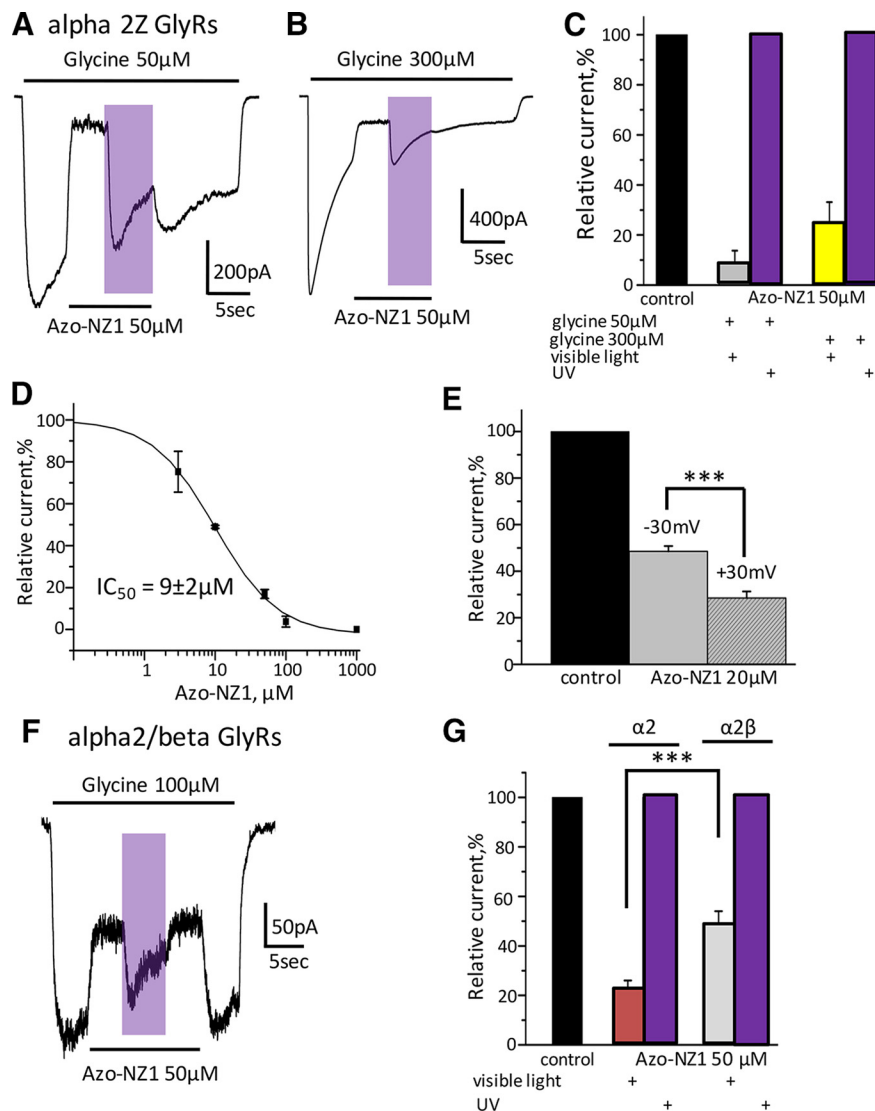 A alpha 2Z GlyRs
Glycine 50μM
200pA
5sec
Azo-NZ1 50μM
B
Glycine 300μM
400pA
5sec
Azo-NZ1 50μM
C
Relative current,%
100
80
60
40
20
0
control
Azo-NZ1 50μM
glycine 50μM + +
glycine 300μM + +
visible light + +
UV + +
D
Relative current,%
100
80
60
40
20
0
IC50 = 9±2μM
1 10 100 1000
Azo-NZ1, μM
E
Relative current,%
100
80
60
40
20
0
***
-30mV
+30mV
control Azo-NZ1 20μM
F alpha2/beta GlyRs
Glycine 100μM
50pA
5sec
Azo-NZ1 50μM
G
α2 α2β
***
Relative current,%
100
80
60
40
20
0
control Azo-NZ1 50 μM
visible light + +
UV + +